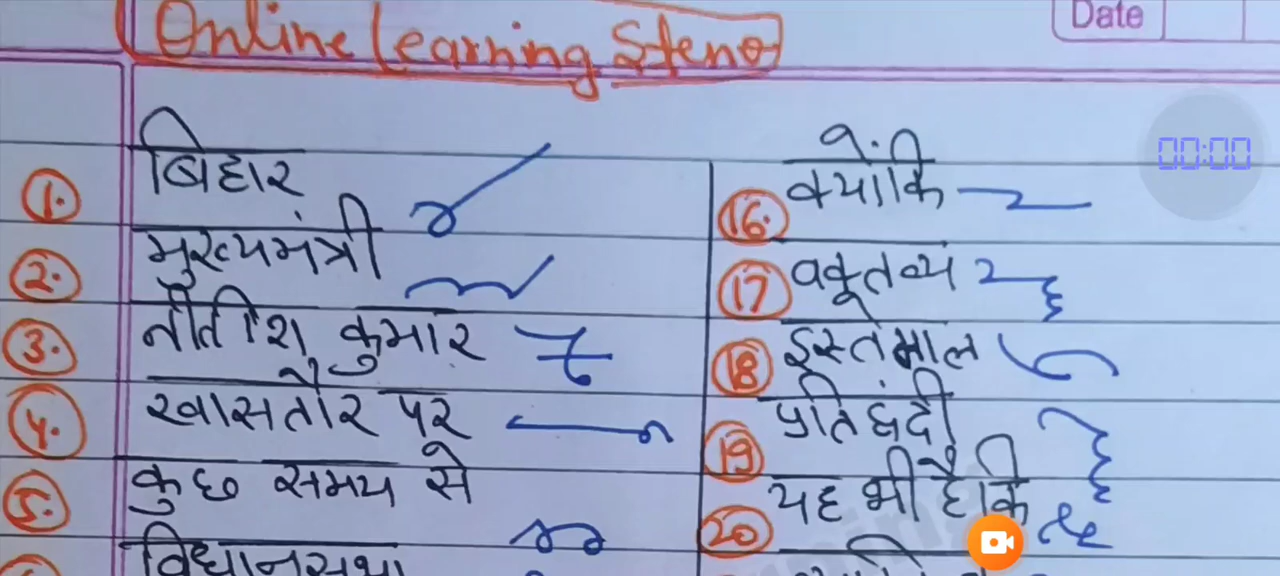 Online Learning Steno
Date
00:00
1. बिहार
2. मुख्यमंत्री
3. नीतीश कुमार
4. खासतौर पर
5. कुछ समय से
विधानसभा
16. क्योंकि
17. वक्तव्य
18. इस्तेमाल
19. प्रतिद्वंदी
20. यह भी है कि